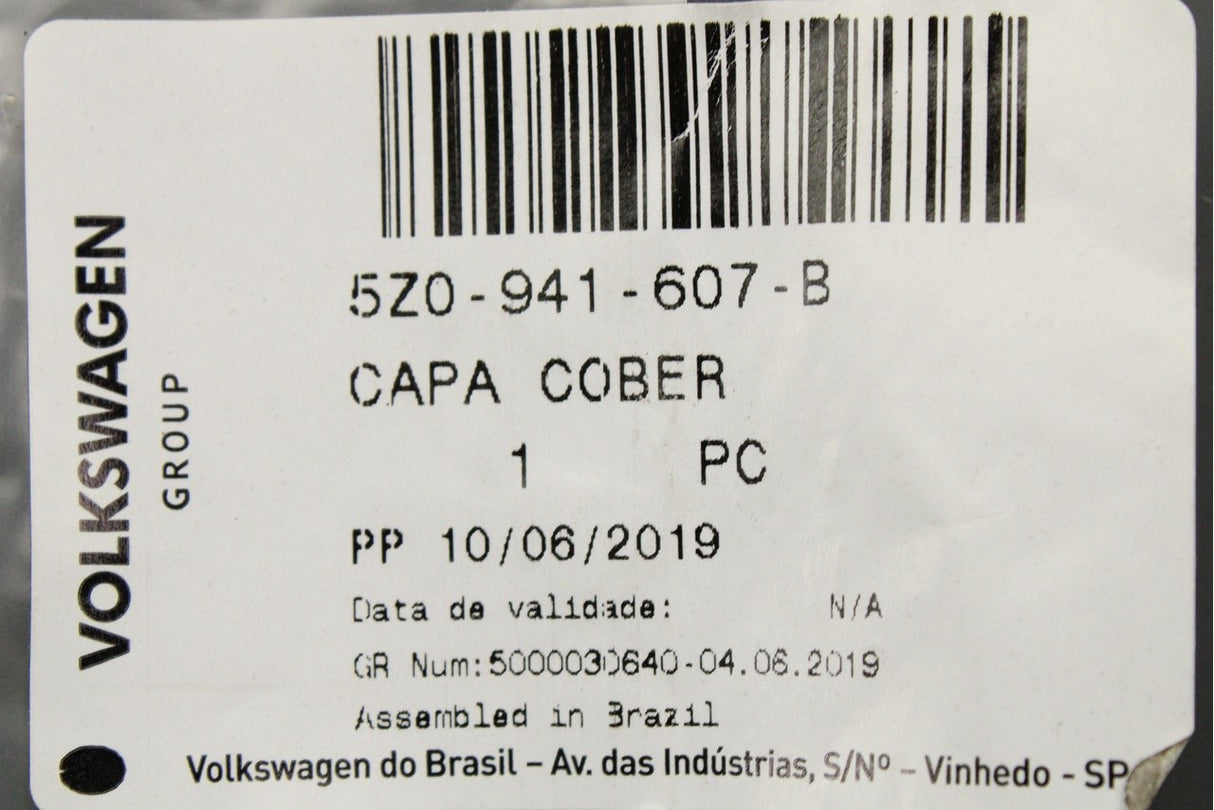 VOLKSWAGEN
GROUP
5Z0-941-607-B
CAPA COBER
1 PC
PP 10/06/2019
Data de validade: N/A
GR Num:5000030640-04.06.2019
Assembled in Brazil
Volkswagen do Brasil – Av. das Indústrias, S/Nº – Vinhedo - SP